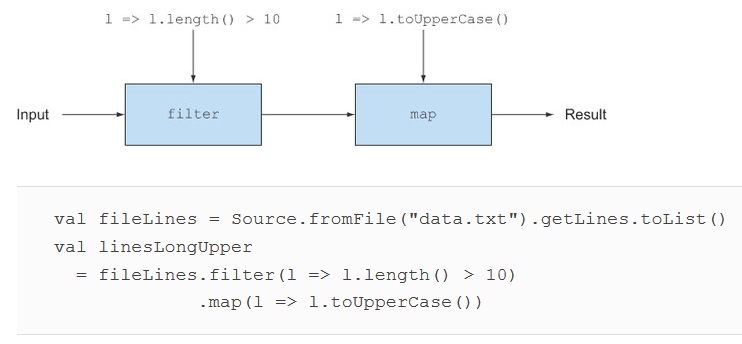 l => l.length() > 10
l => l.toUpperCase()
Input
filter
map
Result
val fileLines = Source.fromFile("data.txt").getLines.toList()
val linesLongUpper
= fileLines.filter(l => l.length() > 10)
.map(l => l.toUpperCase())